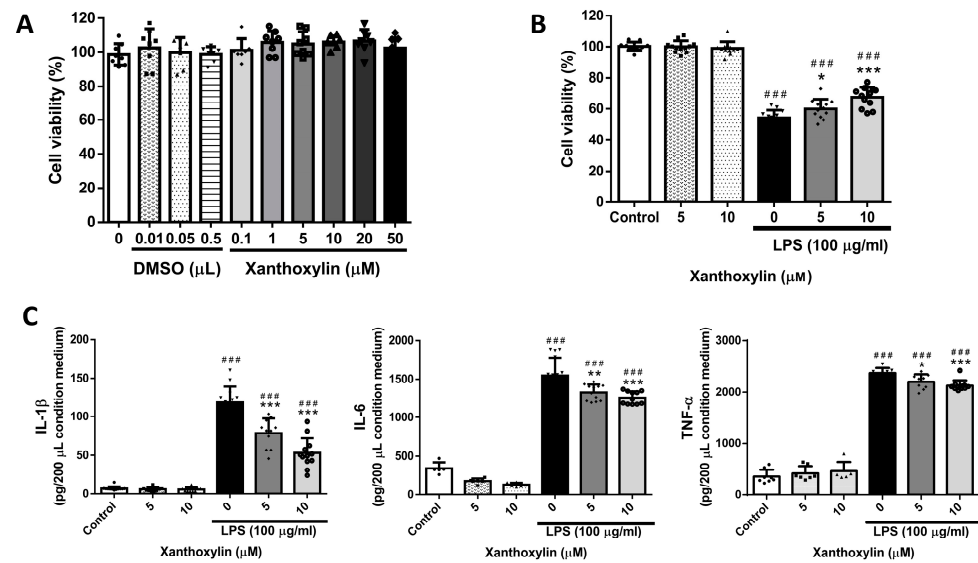 A
Cell viability (%)
120
100
80
60
40
20
0
0 0.01 0.05 0.5 0.1 1 5 10 20 50
DMSO (μL) Xanthoxylin (μM)
B
Cell viability (%)
120
100
80
60
40
20
0
###
###
*
###
***
Control 5 10 0 5 10
LPS (100 μg/ml)
Xanthoxylin (μM)
C
IL-1β
(pg/200 μL condition medium)
200
150
100
50
0
###
###
***
###
***
Control 5 10 0 5 10
LPS (100 μg/ml)
Xanthoxylin (μM)
IL-6
(pg/200 μL condition medium)
2000
1500
1000
500
0
###
###
**
###
***
Control 5 10 0 5 10
LPS (100 μg/ml)
Xanthoxylin (μM)
TNF-α
(pg/200 μL condition medium)
3000
2000
1000
0
###
###
*
###
***
Control 5 10 0 5 10
LPS (100 μg/ml)
Xanthoxylin (μM)